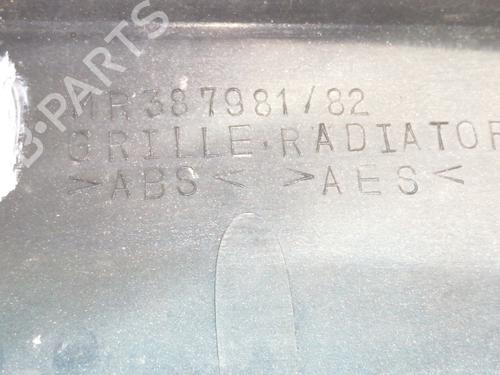 B-PARTS
MR387981/82
GRILLE·RADIATOR
>ABS< >AES<